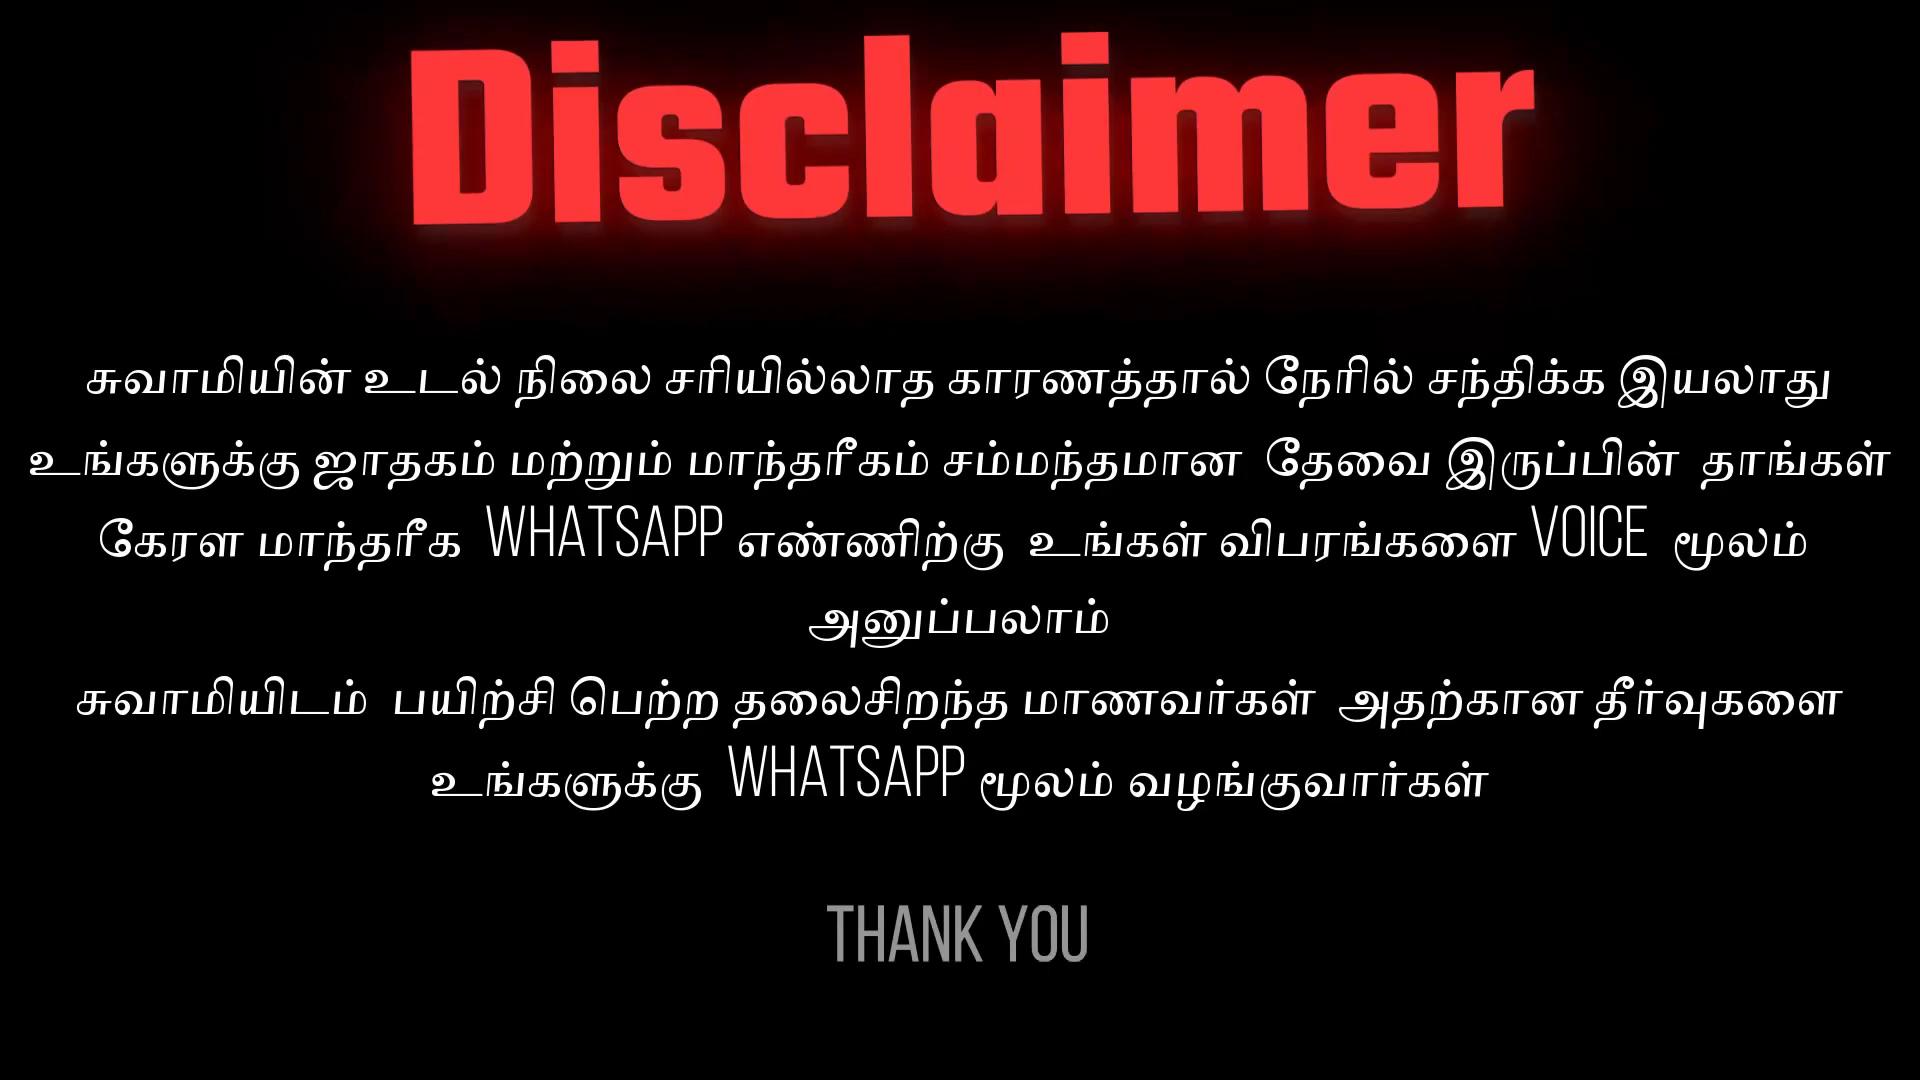 Disclaimer
சுவாமியின் உடல் நிலை சரியில்லாத காரணத்தால் நேரில் சந்திக்க இயலாது
உங்களுக்கு ஜாதகம் மற்றும் மாந்தரீகம் சம்மந்தமான தேவை இருப்பின் தாங்கள்
கேரள மாந்தரீக WHATSAPP எண்ணிற்கு உங்கள் விபரங்களை VOICE மூலம்
அனுப்பலாம்
சுவாமியிடம் பயிற்சி பெற்ற தலைசிறந்த மாணவர்கள் அதற்கான தீர்வுகளை
உங்களுக்கு WHATSAPP மூலம் வழங்குவார்கள்
THANK YOU